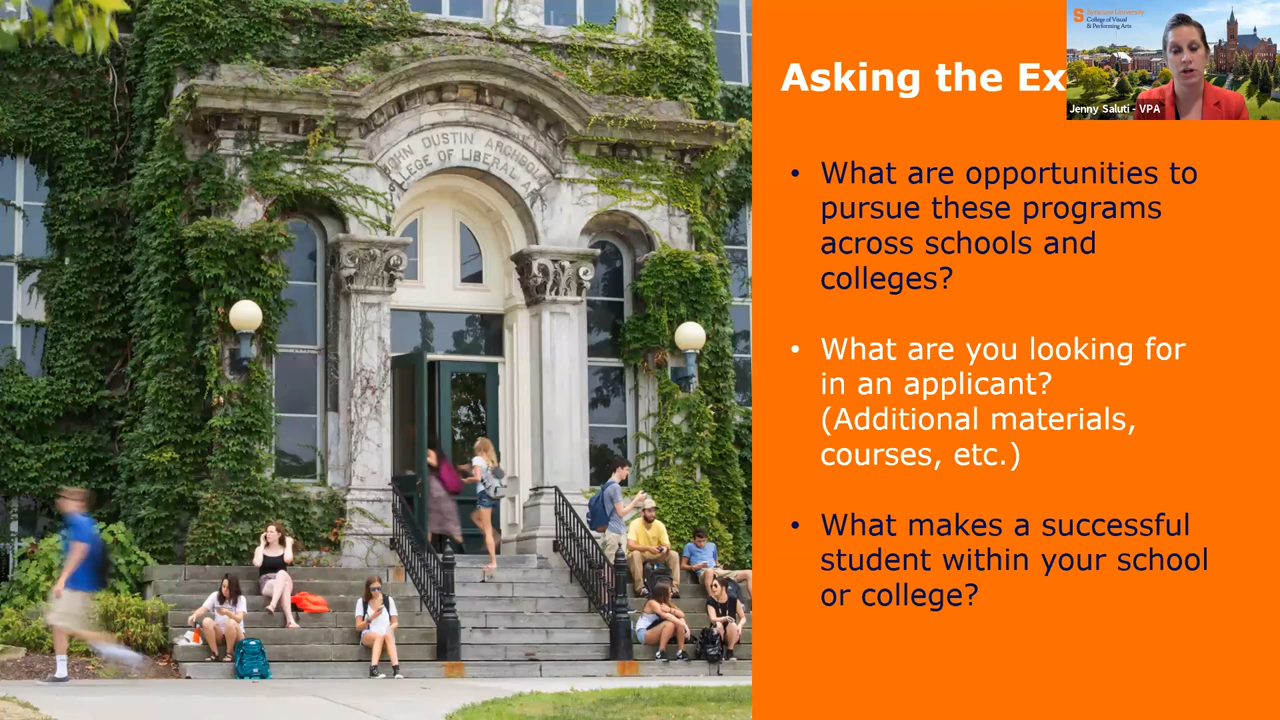 Asking the Ex
Syracuse University
College of Visual
& Performing Arts
Jenny Saluti - VPA
JOHN DUSTIN ARCHBOLD
COLLEGE OF LIBERAL A
• What are opportunities to
pursue these programs
across schools and
colleges?
• What are you looking for
in an applicant?
(Additional materials,
courses, etc.)
• What makes a successful
student within your school
or college?